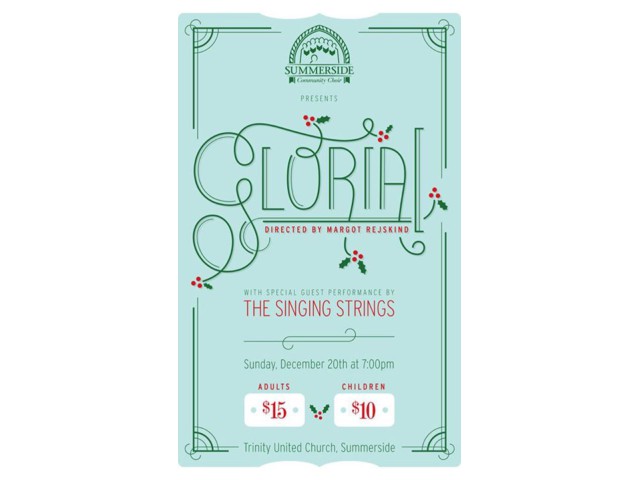 SUMMERSIDE
Community Choir
PRESENTS
GLORIA!
DIRECTED BY MARGOT REJSKIND
WITH SPECIAL GUEST PERFORMANCE BY
THE SINGING STRINGS
Sunday, December 20th at 7:00pm
ADULTS CHILDREN
$15 $10
Trinity United Church, Summerside